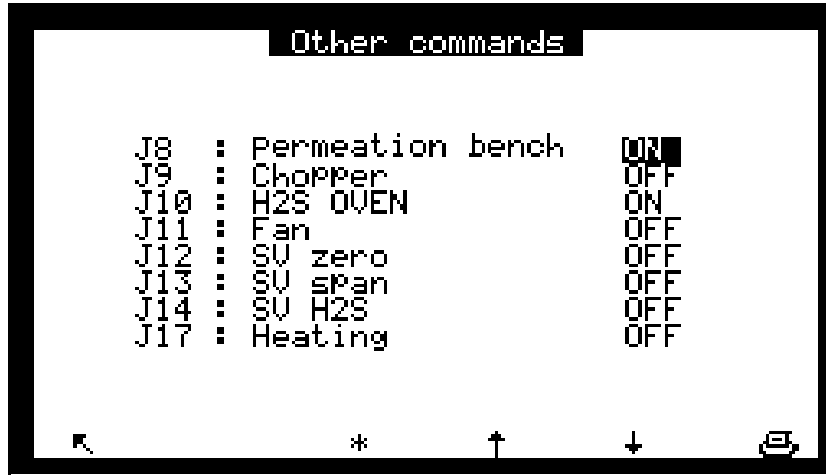 Other commands
J8 : Permeation bench ON
J9 : Chopper OFF
J10 : H2S OVEN ON
J11 : Fan OFF
J12 : SV zero OFF
J13 : SV span OFF
J14 : SV H2S OFF
J17 : Heating OFF
*